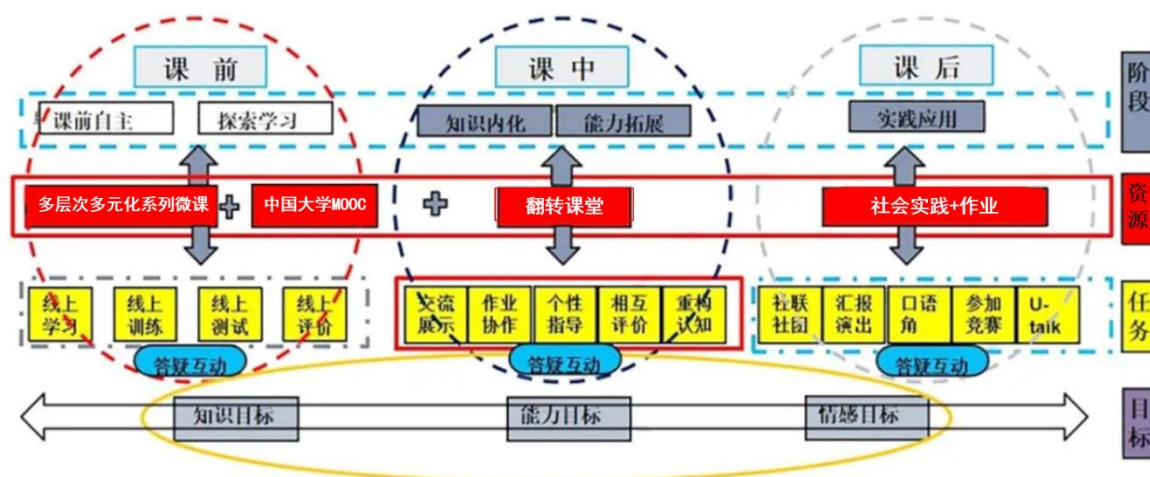 课 前
课 中
课 后
阶段
课前自主
探索学习
知识内化
能力拓展
实践应用
多层次多元化系列微课
+
中国大学MOOC
+
翻转课堂
社会实践+作业
资源
线上
学习
线上
训练
线上
测试
线上
评价
交流
展示
作业
协作
个性
指导
相互
评价
重构
认知
社联
社团
汇报
演出
口语
角
参加
竞赛
U-
taik
任务
答疑互动
答疑互动
答疑互动
知识目标
能力目标
情感目标
目标